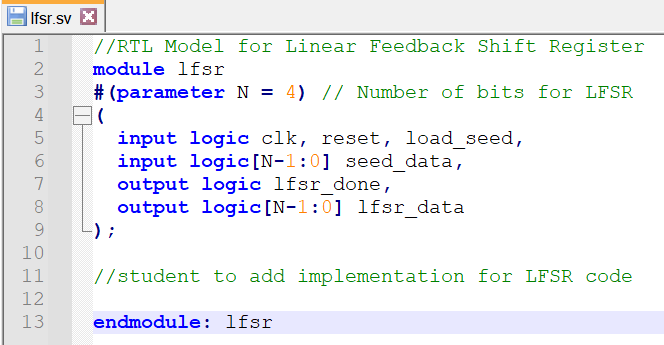 lfsr.sv
1 //RTL Model for Linear Feedback Shift Register
2 module lfsr
3 #(parameter N = 4) // Number of bits for LFSR
4 (
5 input logic clk, reset, load_seed,
6 input logic[N-1:0] seed_data,
7 output logic lfsr_done,
8 output logic[N-1:0] lfsr_data
9 );
10
11 //student to add implementation for LFSR code
12
13 endmodule: lfsr